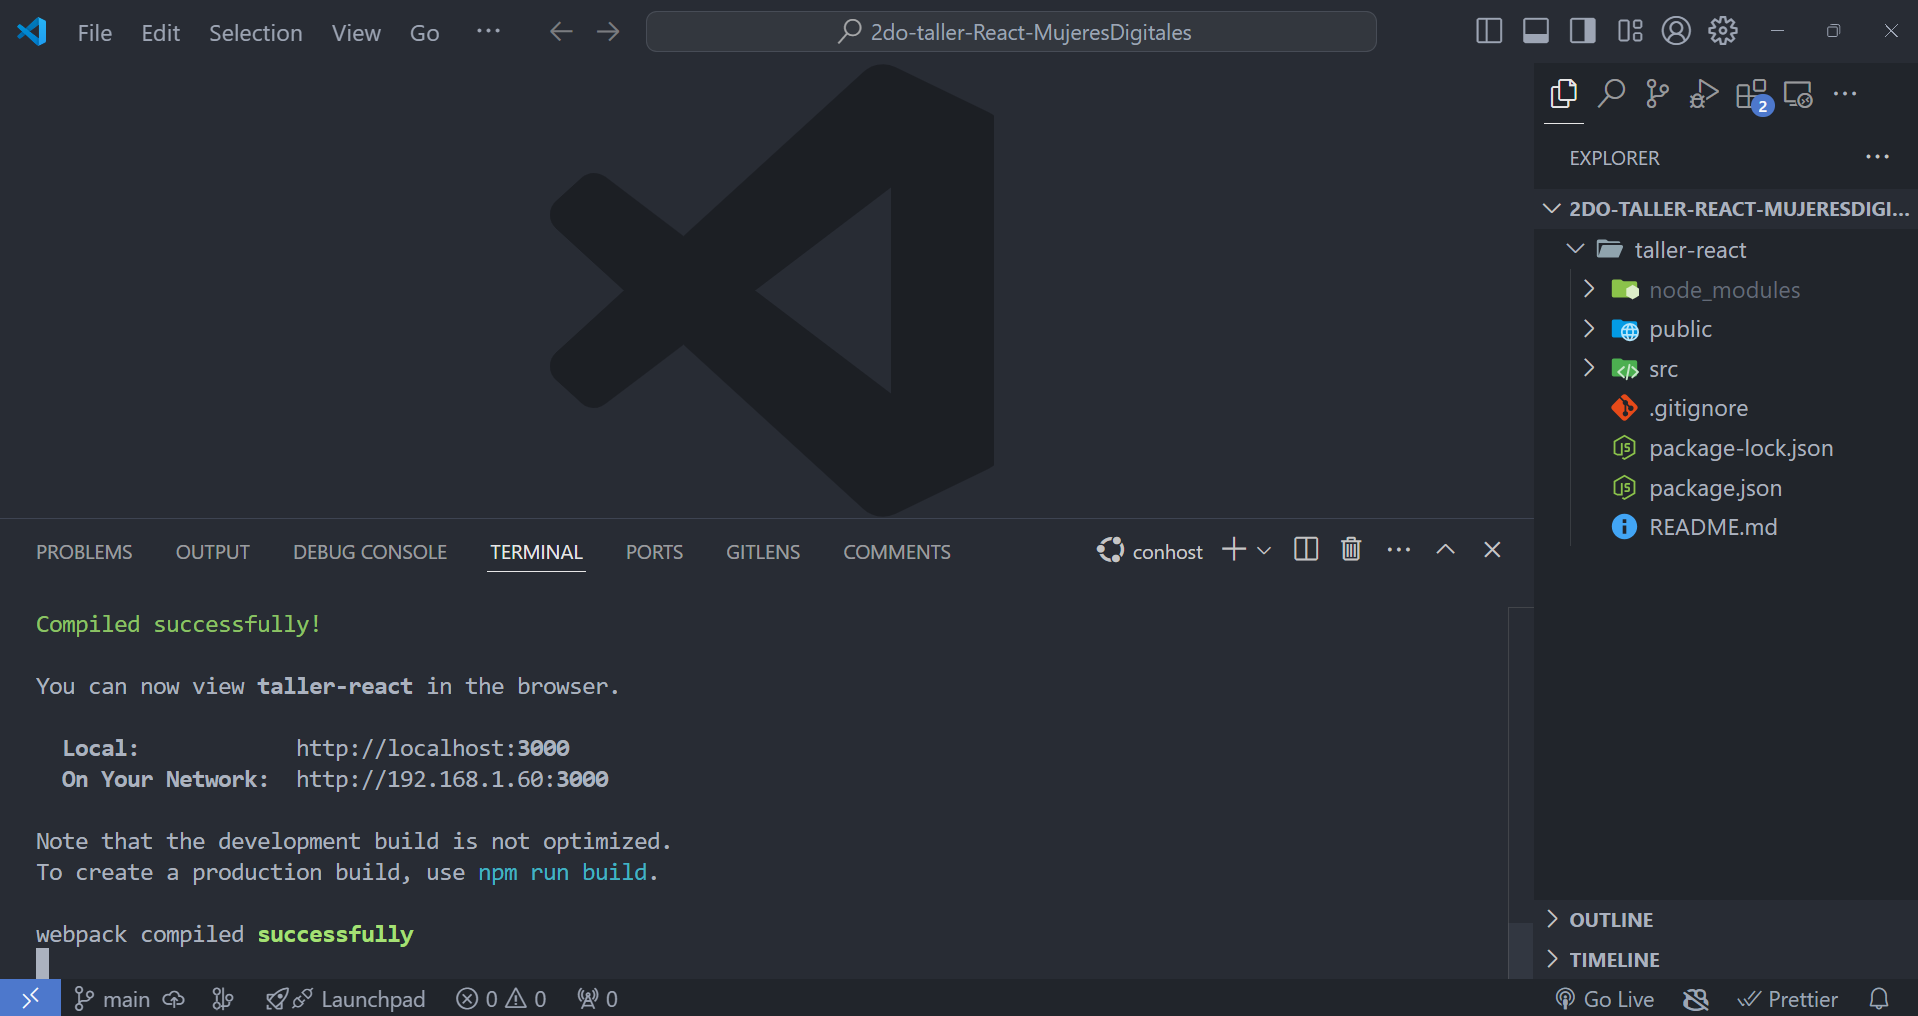 File Edit Selection View Go ··· 2do-taller-React-MujeresDigitales
2
EXPLORER
2DO-TALLER-REACT-MUJERESDIGI...
taller-react
node_modules
public
src
.gitignore
package-lock.json
package.json
README.md
OUTLINE
TIMELINE
PROBLEMS OUTPUT DEBUG CONSOLE TERMINAL PORTS GITLENS COMMENTS conhost
Compiled successfully!
You can now view taller-react in the browser.
Local: http://localhost:3000
On Your Network: http://192.168.1.60:3000
Note that the development build is not optimized.
To create a production build, use npm run build.
webpack compiled successfully
main Launchpad 0 0 0 Go Live Prettier